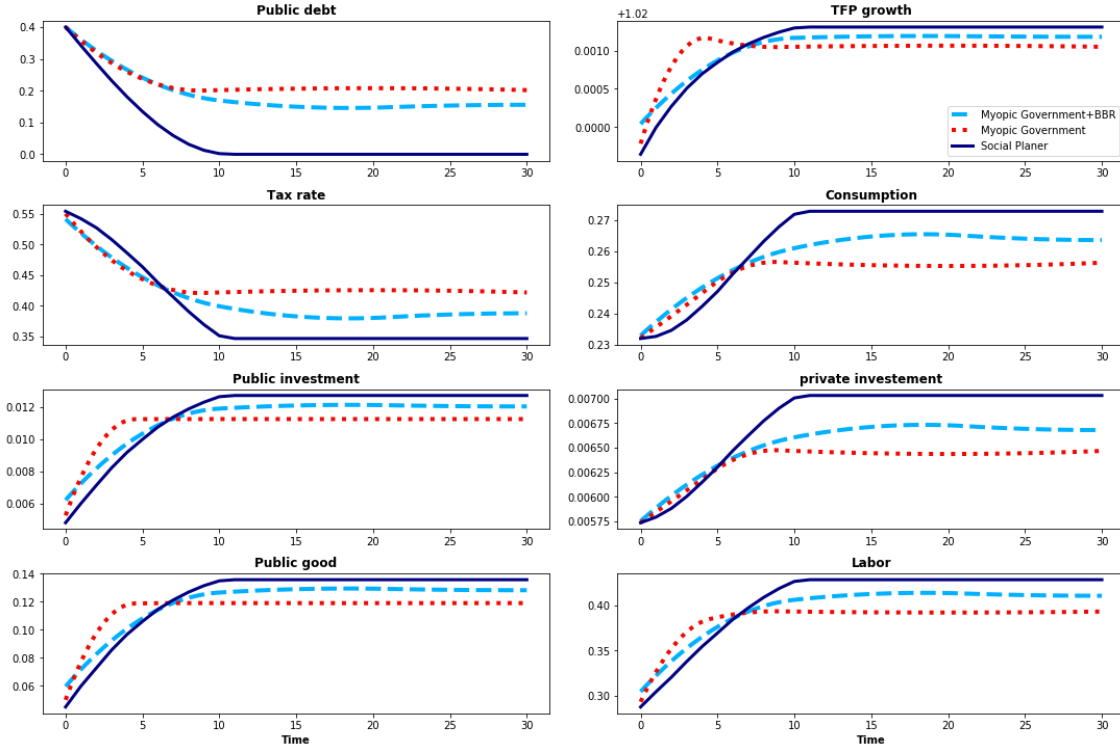 Public debt
0.4
0.3
0.2
0.1
0.0
0 5 10 15 20 25 30
TFP growth
+1.02
0.0010
0.0005
0.0000
Myopic Government+BBR
Myopic Government
Social Planer
0 5 10 15 20 25 30
Tax rate
0.55
0.50
0.45
0.40
0.35
0 5 10 15 20 25 30
Consumption
0.27
0.26
0.25
0.24
0.23
0 5 10 15 20 25 30
Public investment
0.012
0.010
0.008
0.006
0 5 10 15 20 25 30
private investement
0.00700
0.00675
0.00650
0.00625
0.00600
0.00575
0 5 10 15 20 25 30
Public good
0.14
0.12
0.10
0.08
0.06
0 5 10 15 20 25 30
Time
Labor
0.40
0.35
0.30
0 5 10 15 20 25 30
Time